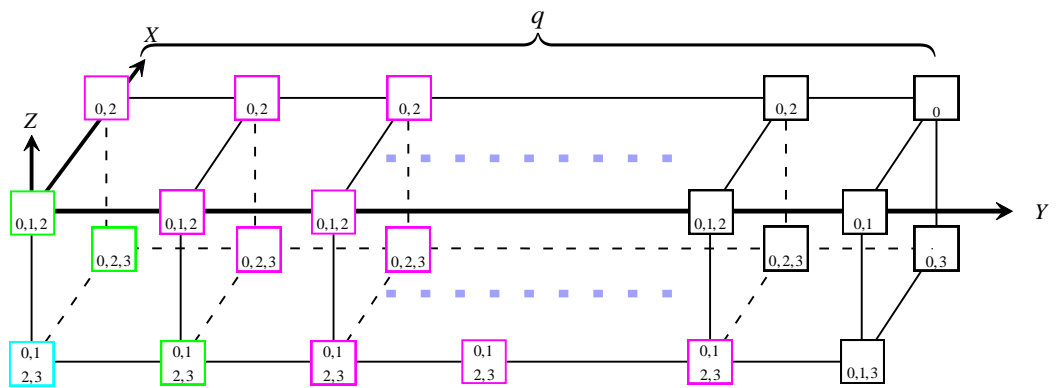 q
X
0, 2 0, 2 0, 2 0, 2 0
Z
0,1,2 0,1,2 0,1,2 0,1,2 0,1 Y
0,2,3 0,2,3 0,2,3 0,2,3 0,3
0,1 0,1 0,1 0,1 0,1
2,3 2,3 2,3 2,3 2,3 0,1,3